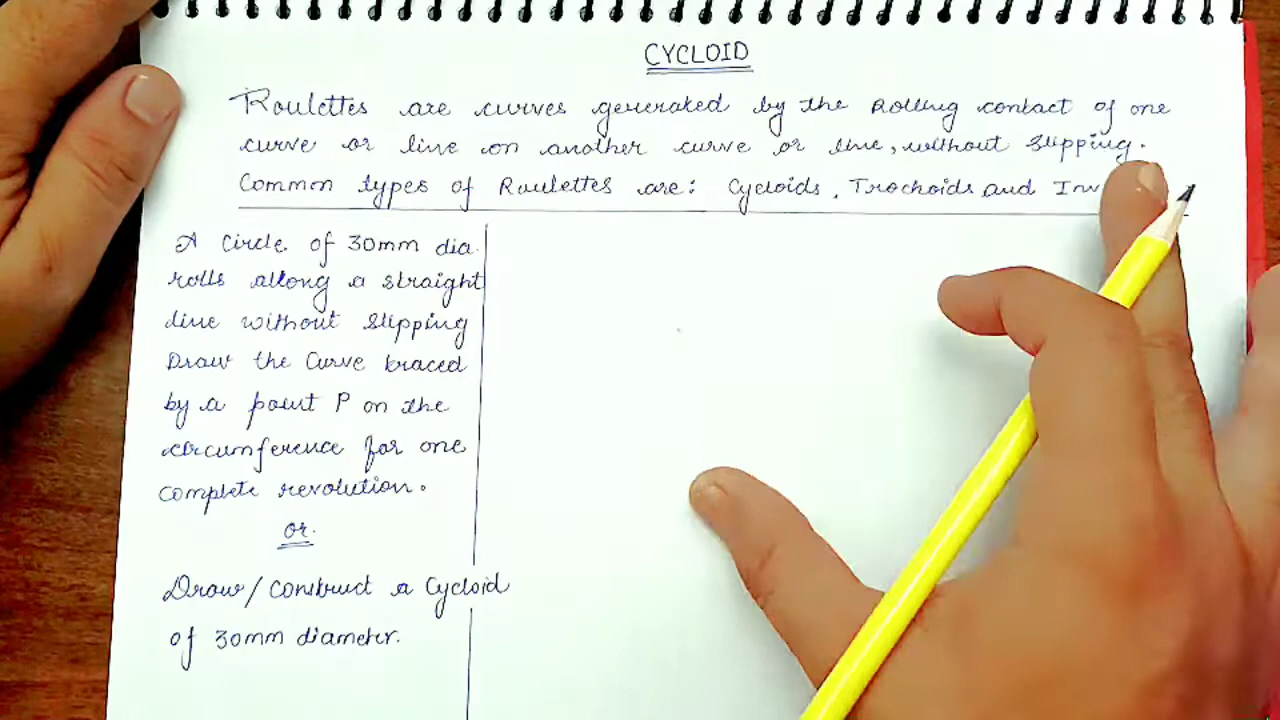 CYCLOID
Roulettes are curves generated by the Rolling contact of one
curve or line on another curve or line, without slipping.
Common types of Roulettes are: Cycloids, Trochoids and Inv
A Circle of 30mm dia.
rolls allong a straight
line without slipping
Draw the Curve traced
by a point P on the
circumference for one
complete revolution.
or.
Draw/Construct a Cycloid
of 30mm diameter.